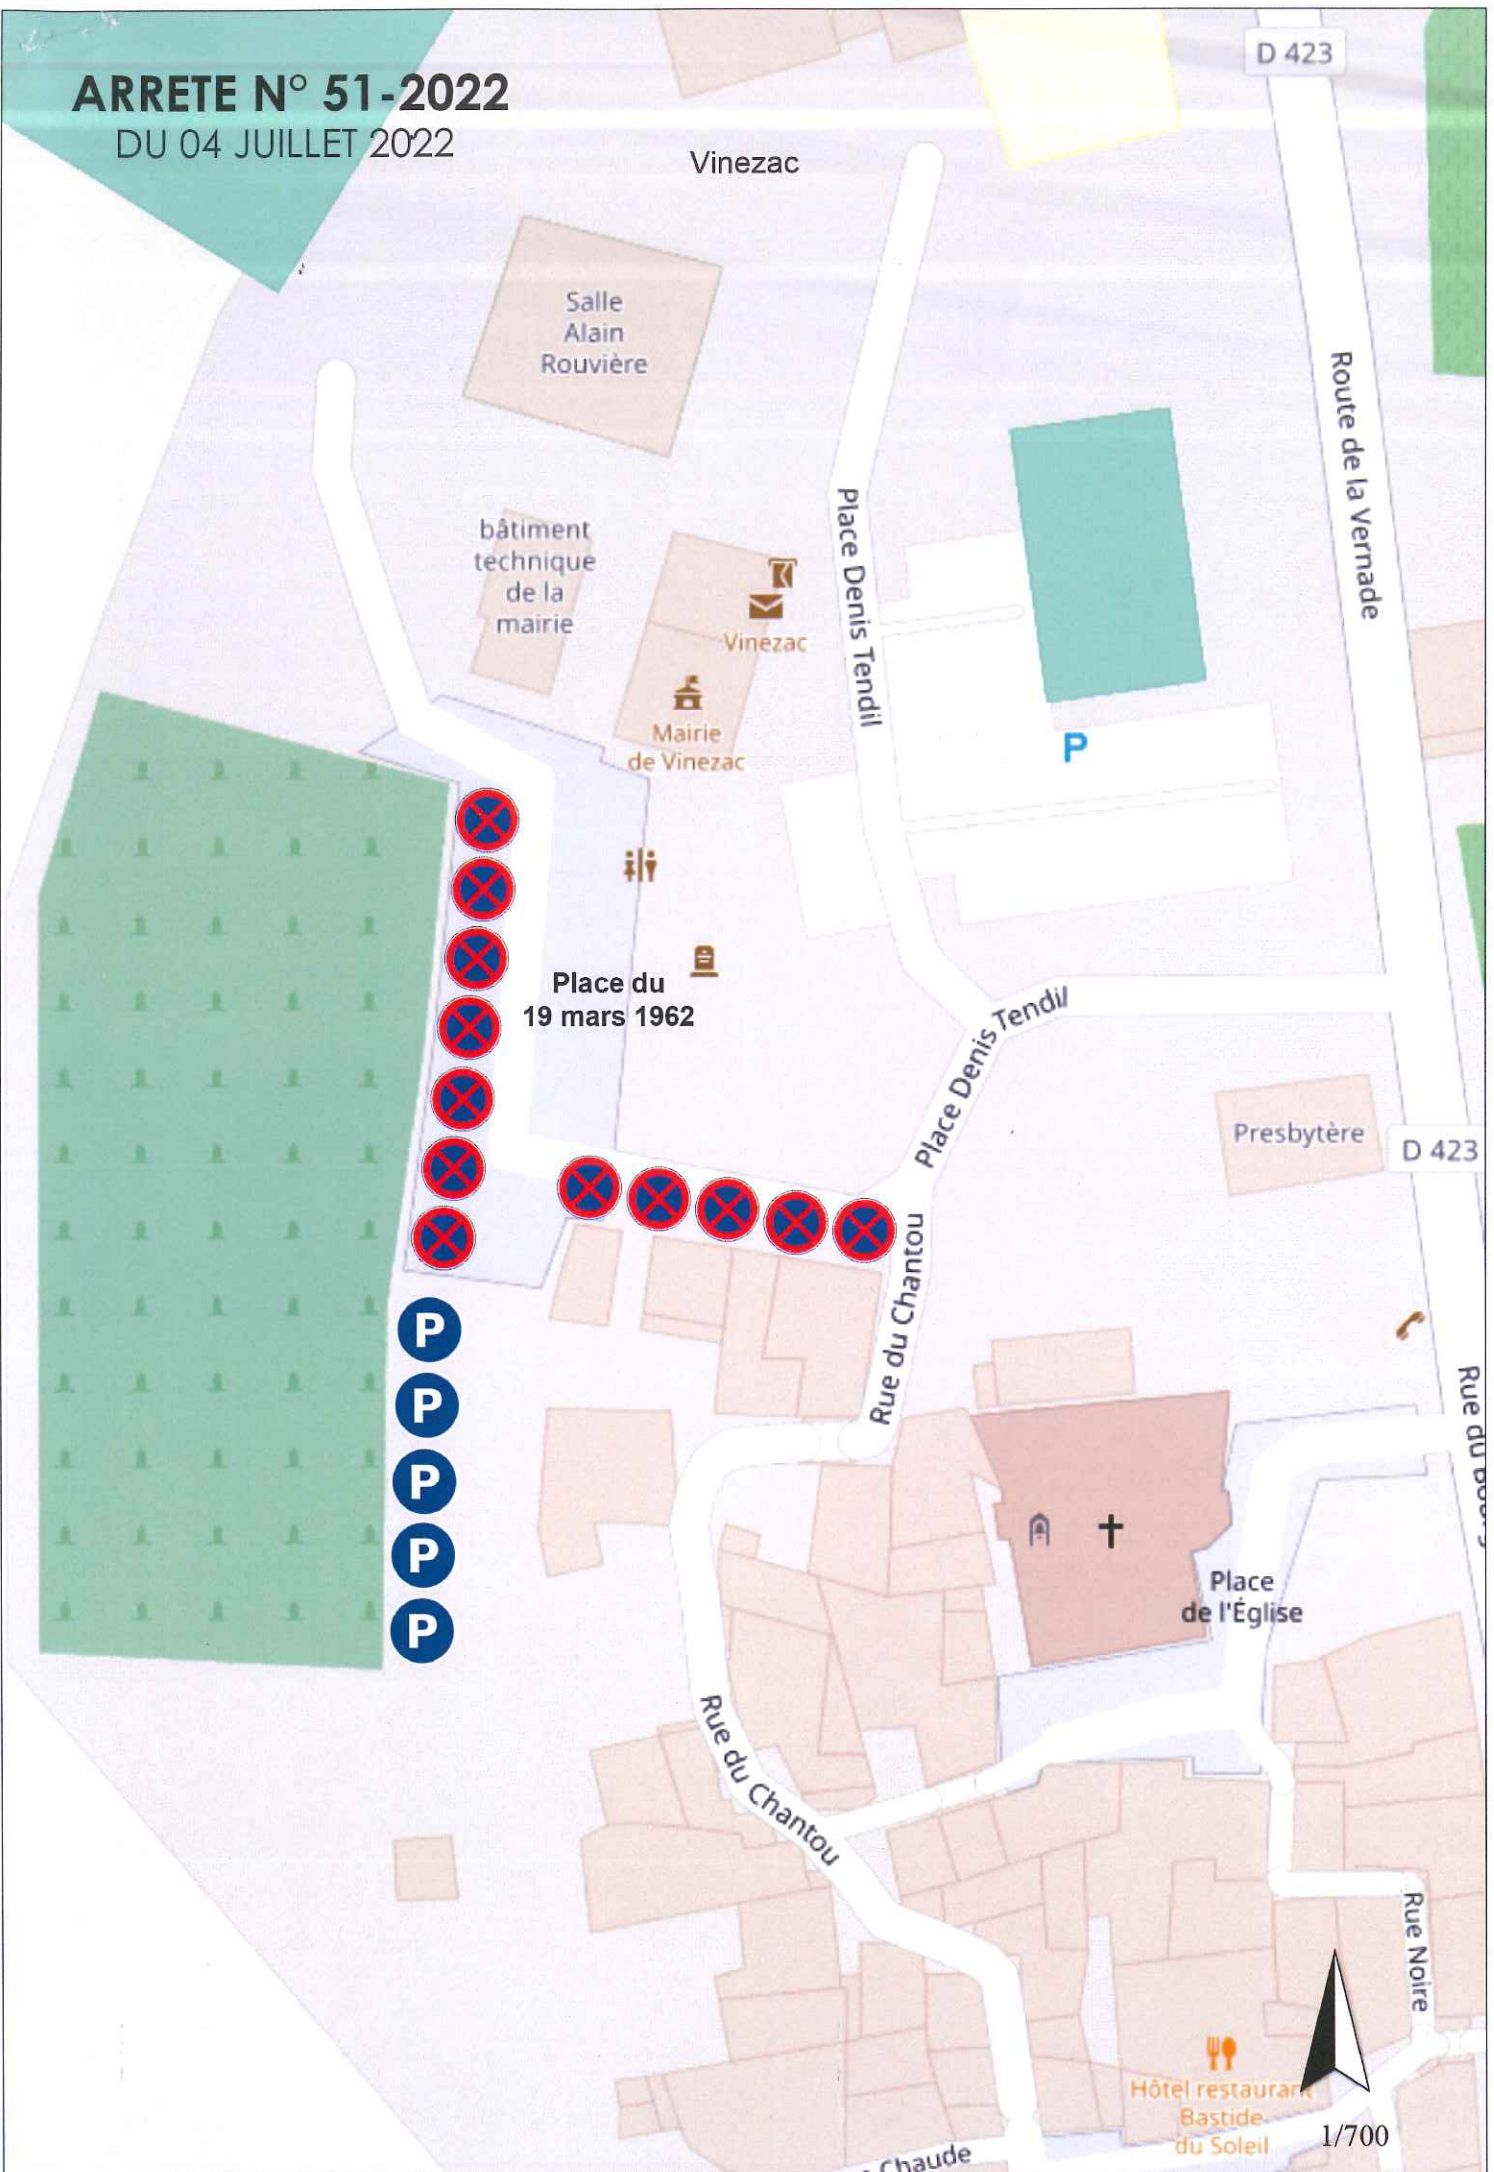 D 423
ARRETE N° 51-2022
DU 04 JUILLET 2022
Vinezac
Salle
Alain
Rouvière
Route de la Vernade
bâtiment
technique
de la
mairie
Place Denis Tendil
Vinezac
Mairie
de Vinezac
P
Place du
19 mars 1962
Place Denis Tendil
Presbytère
D 423
Rue du Chantou
P
P
P
P
P
Rue du Bourg
Place
de l'Église
Rue du Chantou
Rue Noire
Hôtel restaurant
Bastide
du Soleil
1/700
Chaude